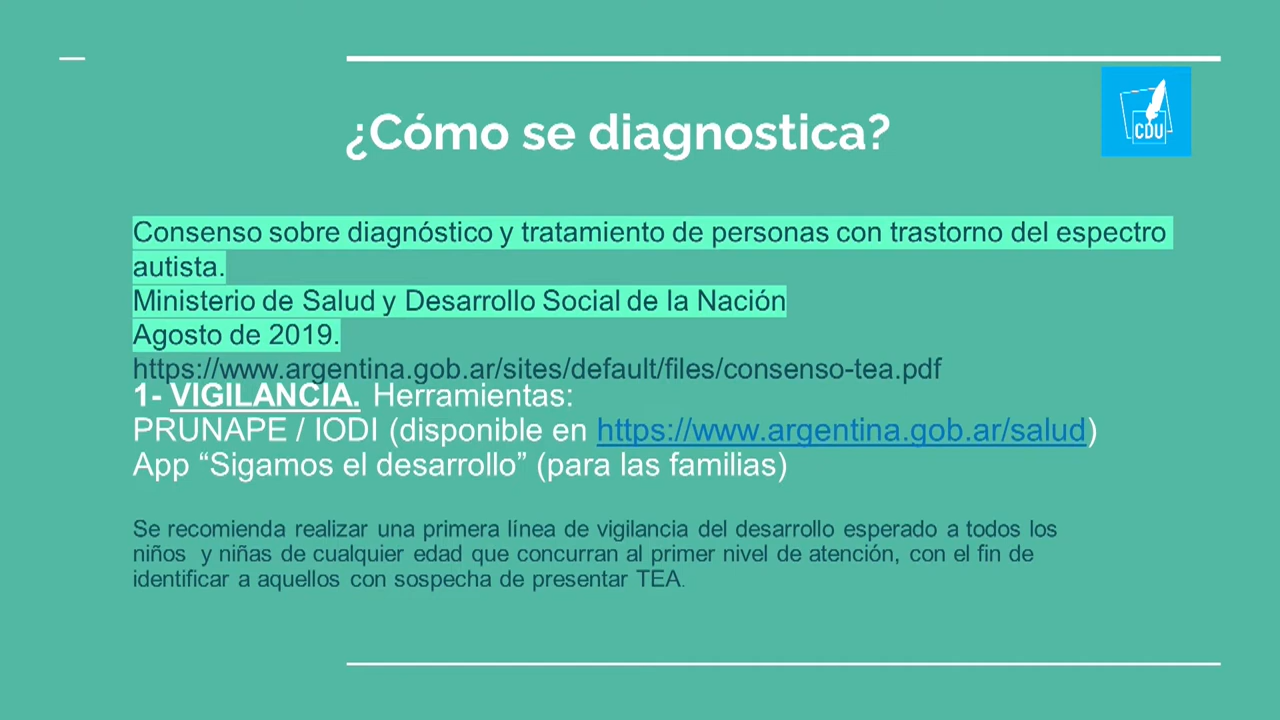 ¿Cómo se diagnostica?
CDU
Consenso sobre diagnóstico y tratamiento de personas con trastorno del espectro
autista.
Ministerio de Salud y Desarrollo Social de la Nación
Agosto de 2019.
https://www.argentina.gob.ar/sites/default/files/consenso-tea.pdf
1- VIGILANCIA. Herramientas:
PRUNAPE / IODI (disponible en https://www.argentina.gob.ar/salud)
App “Sigamos el desarrollo” (para las familias)
Se recomienda realizar una primera línea de vigilancia del desarrollo esperado a todos los
niños y niñas de cualquier edad que concurran al primer nivel de atención, con el fin de
identificar a aquellos con sospecha de presentar TEA.